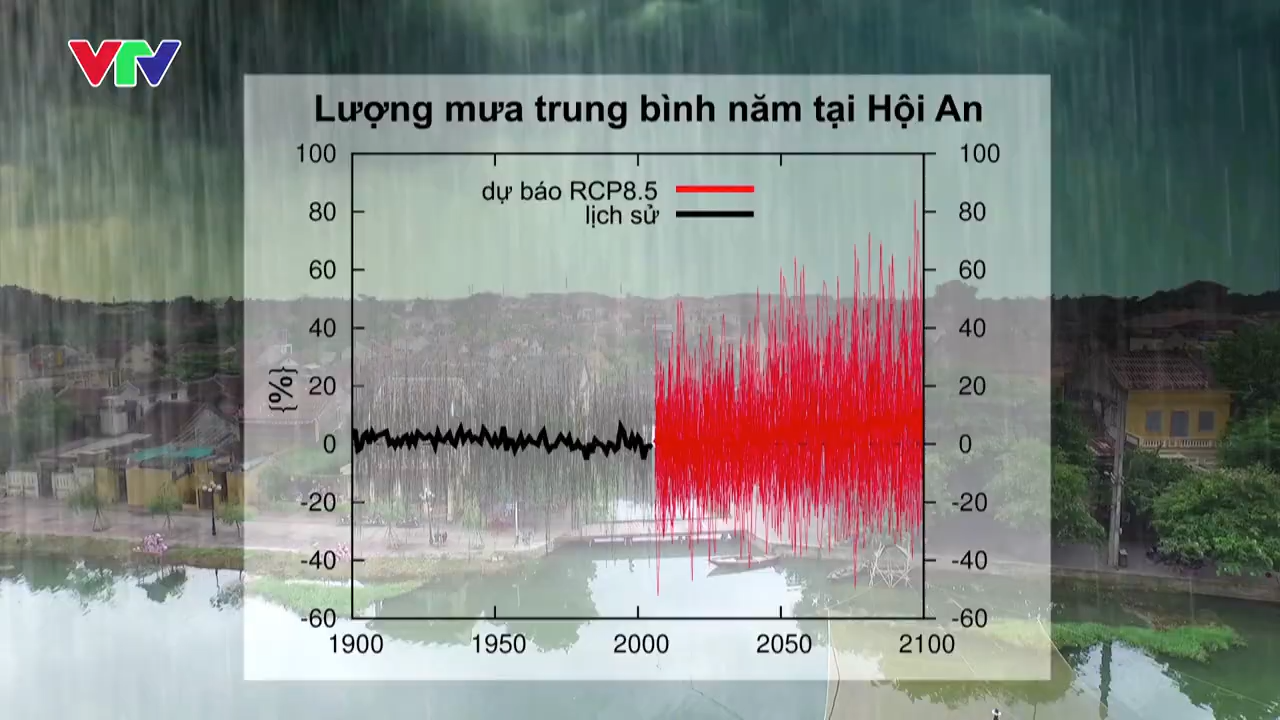 VTV
Lượng mưa trung bình năm tại Hội An
100 100
dự báo RCP8.5
lịch sử
80 80
60 60
40 40
{%}
20 20
0 0
-20 -20
-40 -40
-60 -60
1900 1950 2000 2050 2100